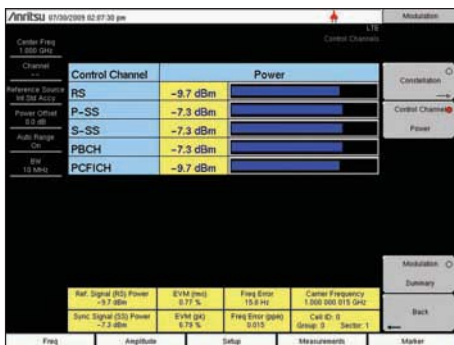 Anritsu 07/30/2009 02:07:30 pm
Modulation
LTE
Control Channels
Center Freq
1.000 GHz
Channel
--
Reference Source
Int Std Accy
Power Offset
0.0 dB
Auto Range
On
BW
10 MHz
Control Channel Power
RS -9.7 dBm
P-SS -7.3 dBm
S-SS -7.3 dBm
PBCH -7.3 dBm
PCFICH -9.7 dBm
Constellation
Control Channel
Power
Modulation
Summary
Back
Ref. Signal (RS) Power
-9.7 dBm
EVM (rms)
0.77 %
Freq Error
15.8 Hz
Carrier Frequency
1.000 000 015 GHz
Sync Signal (SS) Power
-7.3 dBm
EVM (pk)
6.79 %
Freq Error (ppm)
0.015
Cell ID: 0
Group: 0 Sector: 1
Freq Amplitude Setup Measurements Marker